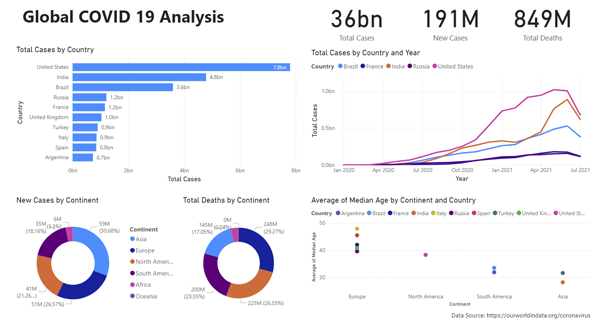 Global COVID 19 Analysis
36bn
Total Cases
191M
New Cases
849M
Total Deaths
Total Cases by Country
Country
United States
7.8bn
India
4.8bn
Brazil
3.6bn
Russia
1.2bn
France
1.2bn
United Kingdom
1.0bn
Turkey
0.9bn
Italy
0.9bn
Spain
0.8bn
Argentina
0.7bn
0bn 2bn 4bn 6bn 8bn
Total Cases
Total Cases by Country and Year
Country Brazil France India Russia United States
Total Cases
1.0bn
0.5bn
0.0bn
Jan 2020 Apr 2020 Jul 2020 Oct 2020 Jan 2021 Apr 2021 Jul 2021
Year
New Cases by Continent
6M
35M
(18.16%)
59M
(30.68%)
41M
(21.26...)
51M (26.57%)
Total Deaths by Continent
0M
(0.04%)
145M
(17.05%)
248M
(29.27%)
200M
(23.55%)
225M (26.55%)
Continent
Asia
Europe
North Ameri...
South Ameri...
Africa
Oceania
Average of Median Age by Continent and Country
Country Argentina Brazil France India Italy Russia Spain Turkey United Kin... United St...
Average of Median Age
50
40
30
Europe North America South America Asia
Continent
Data Source: https://ourworldindata.org/coronavirus